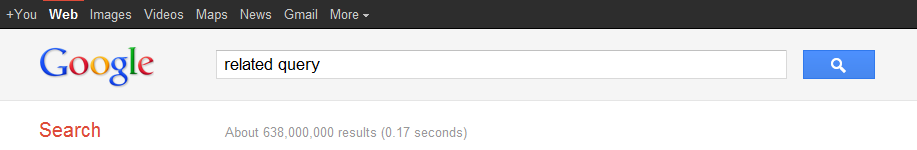 +You Web Images Videos Maps News Gmail More
Google related query
Search About 638,000,000 results (0.17 seconds)